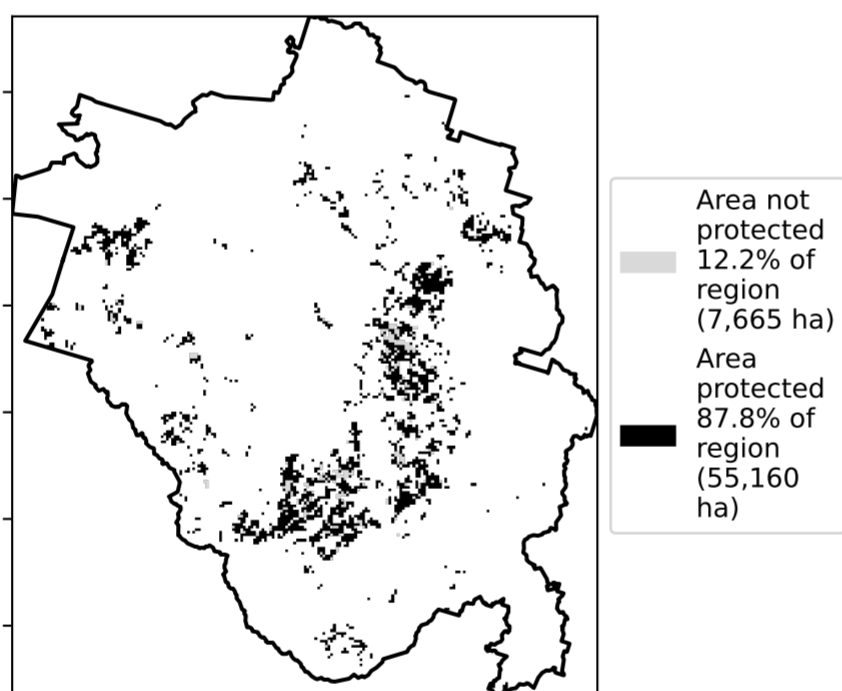 Area not
protected
12.2% of
region
(7,665 ha)
Area
protected
87.8% of
region
(55,160
ha)